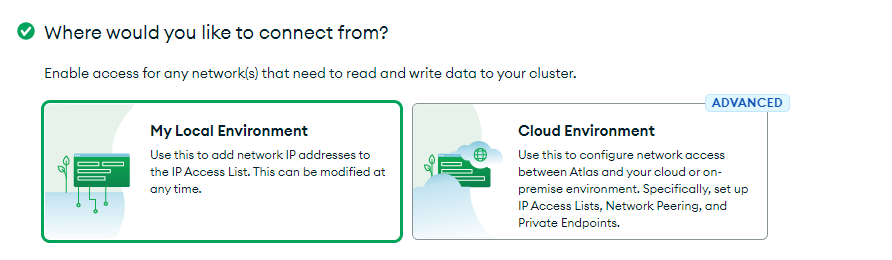 Where would you like to connect from?
Enable access for any network(s) that need to read and write data to your cluster.
My Local Environment
Use this to add network IP addresses to
the IP Access List. This can be modified at
any time.
ADVANCED
Cloud Environment
Use this to configure network access
between Atlas and your cloud or on-
premise environment. Specifically, set up
IP Access Lists, Network Peering, and
Private Endpoints.